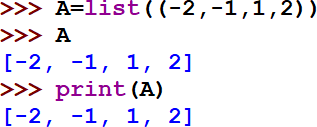 >>> A=list((-2,-1,1,2))
>>> A
[-2, -1, 1, 2]
>>> print(A)
[-2, -1, 1, 2]